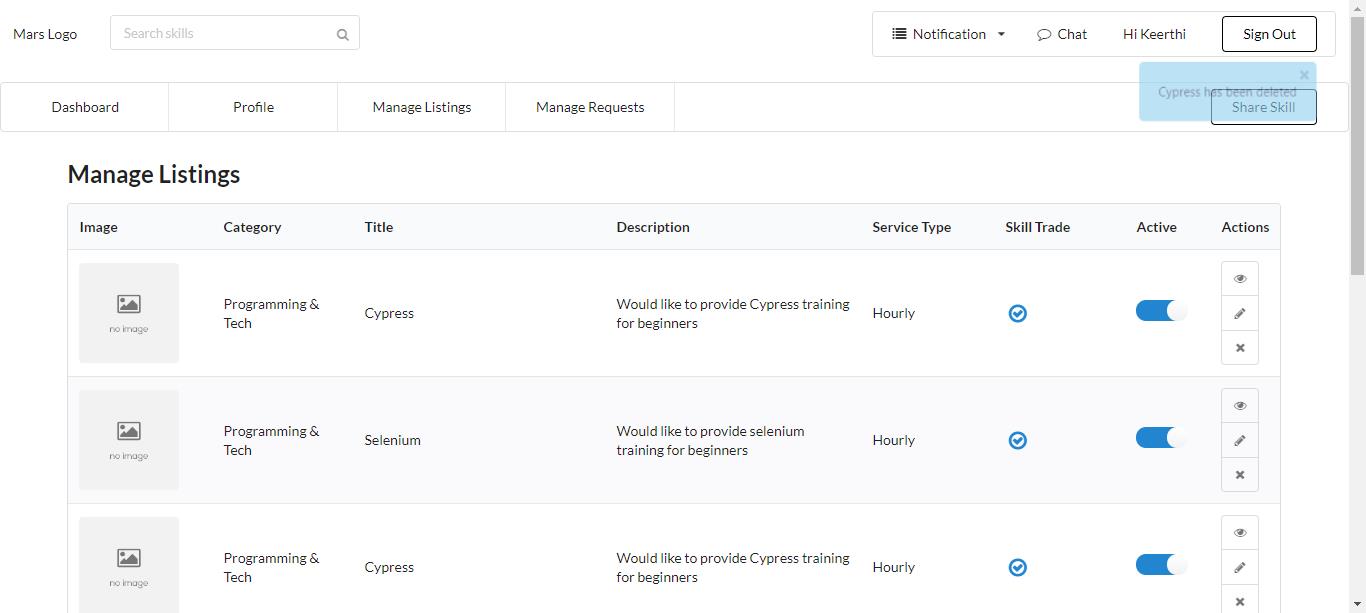 Mars Logo
Search skills
Notification
Chat
Hi Keerthi
Sign Out
Cypress has been deleted
Dashboard
Profile
Manage Listings
Manage Requests
Share Skill
Manage Listings
Image Category Title Description Service Type Skill Trade Active Actions
no image
Programming &
Tech
Cypress
Would like to provide Cypress training
for beginners
Hourly
no image
Programming &
Tech
Selenium
Would like to provide selenium
training for beginners
Hourly
no image
Programming &
Tech
Cypress
Would like to provide Cypress training
for beginners
Hourly